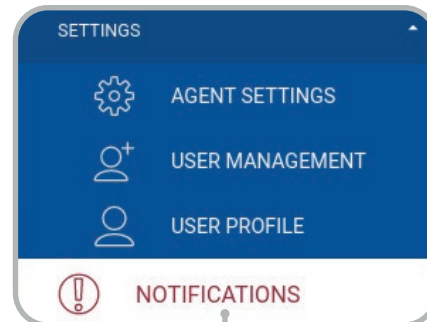 SETTINGS
AGENT SETTINGS
USER MANAGEMENT
USER PROFILE
NOTIFICATIONS